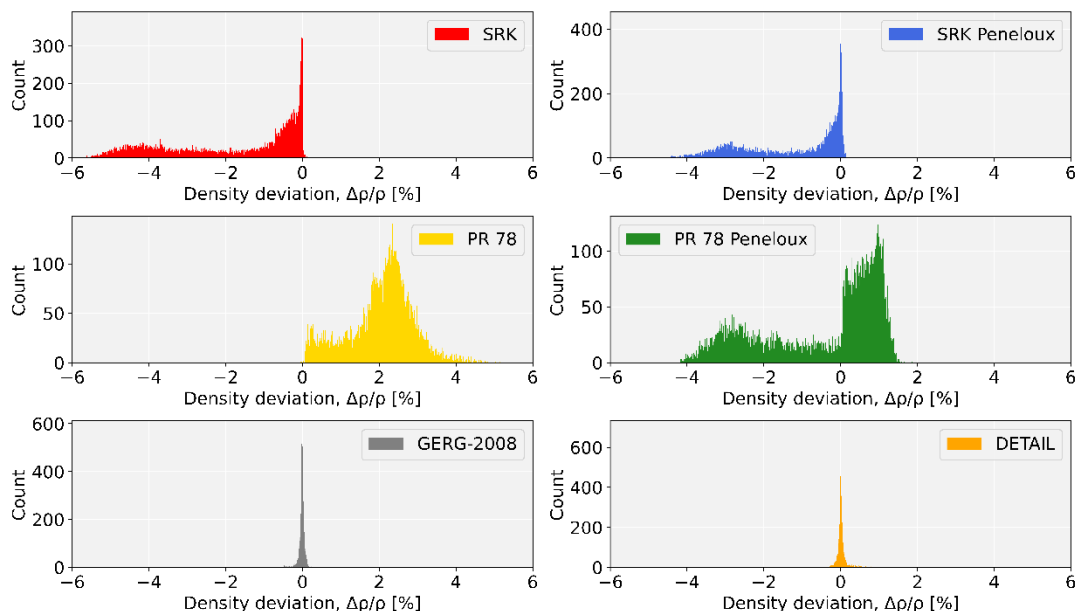 SRK
Count
300
200
100
0
−6 −4 −2 0 2 4 6
Density deviation, Δρ/ρ [%]
SRK Peneloux
Count
400
200
0
−6 −4 −2 0 2 4 6
Density deviation, Δρ/ρ [%]
PR 78
Count
100
50
0
−6 −4 −2 0 2 4 6
Density deviation, Δρ/ρ [%]
PR 78 Peneloux
Count
100
50
0
−6 −4 −2 0 2 4 6
Density deviation, Δρ/ρ [%]
GERG-2008
Count
600
400
200
0
−6 −4 −2 0 2 4 6
Density deviation, Δρ/ρ [%]
DETAIL
Count
600
400
200
0
−6 −4 −2 0 2 4 6
Density deviation, Δρ/ρ [%]